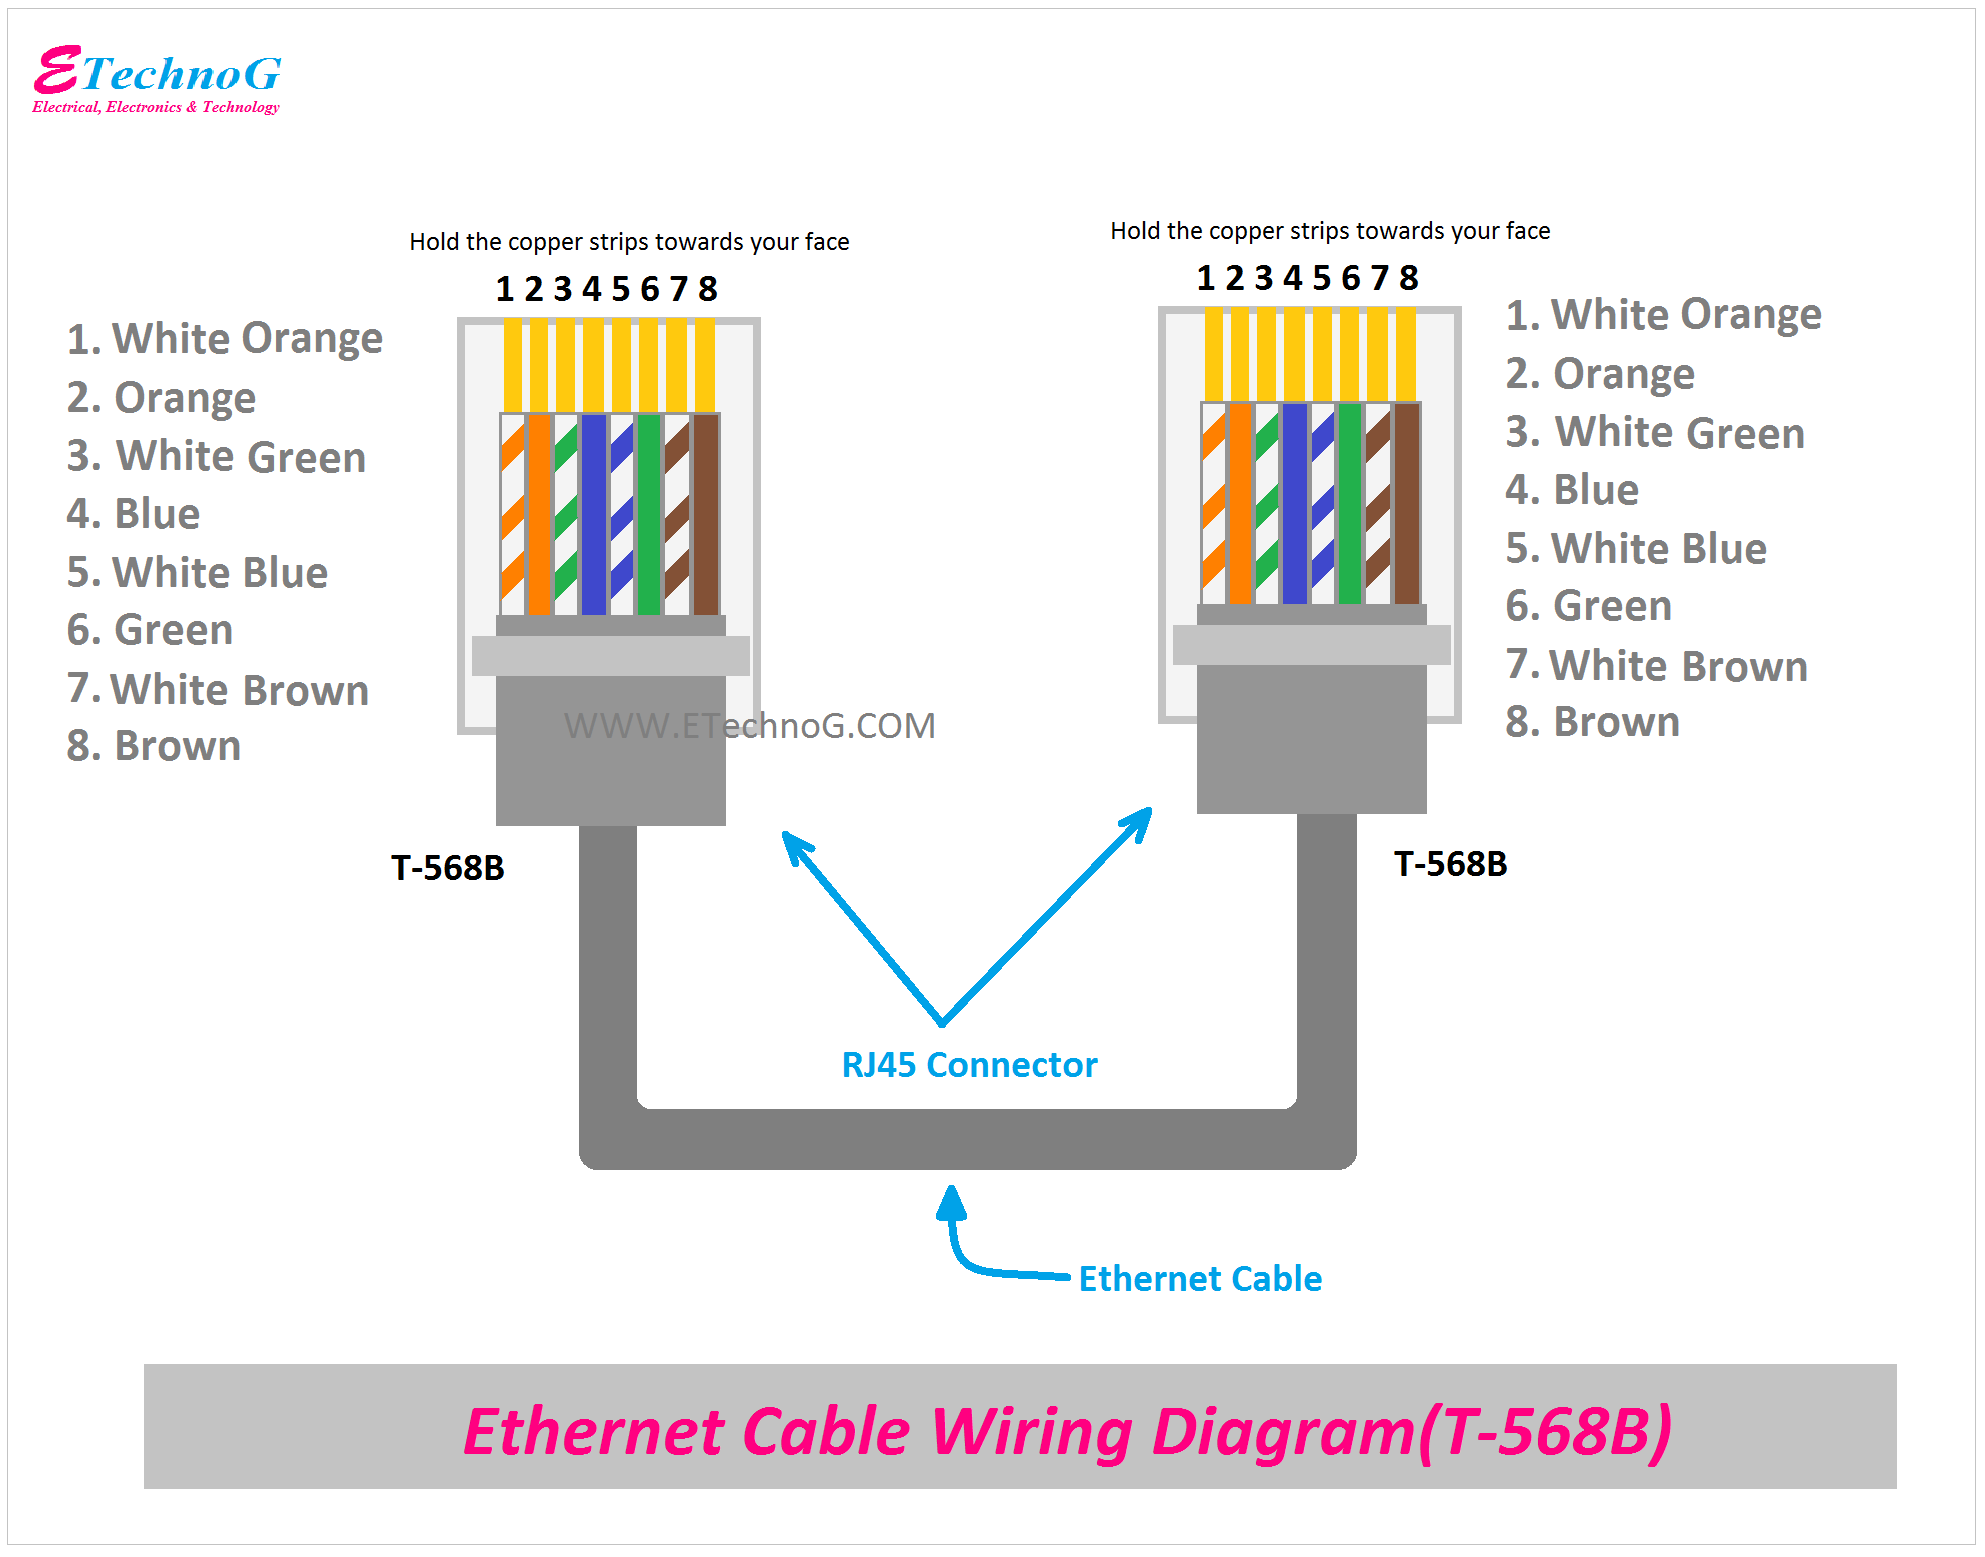 ETechnoG
Electrical, Electronics & Technology
Hold the copper strips towards your face
1 2 3 4 5 6 7 8
1. White Orange
2. Orange
3. White Green
4. Blue
5. White Blue
6. Green
7. White Brown
8. Brown
T-568B
Hold the copper strips towards your face
1 2 3 4 5 6 7 8
1. White Orange
2. Orange
3. White Green
4. Blue
5. White Blue
6. Green
7. White Brown
8. Brown
T-568B
WWW.ETechnoG.COM
RJ45 Connector
Ethernet Cable
Ethernet Cable Wiring Diagram(T-568B)